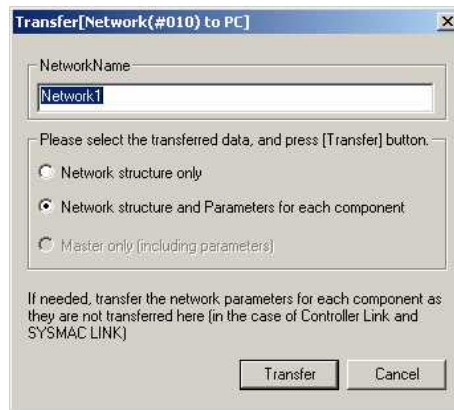 Transfer[Network(#010) to PC]
NetworkName
Network1
Please select the transferred data, and press [Transfer] button.
Network structure only
Network structure and Parameters for each component
Master only (including parameters)
If needed, transfer the network parameters for each component as
they are not transferred here (in the case of Controller Link and
SYSMAC LINK)
Transfer
Cancel